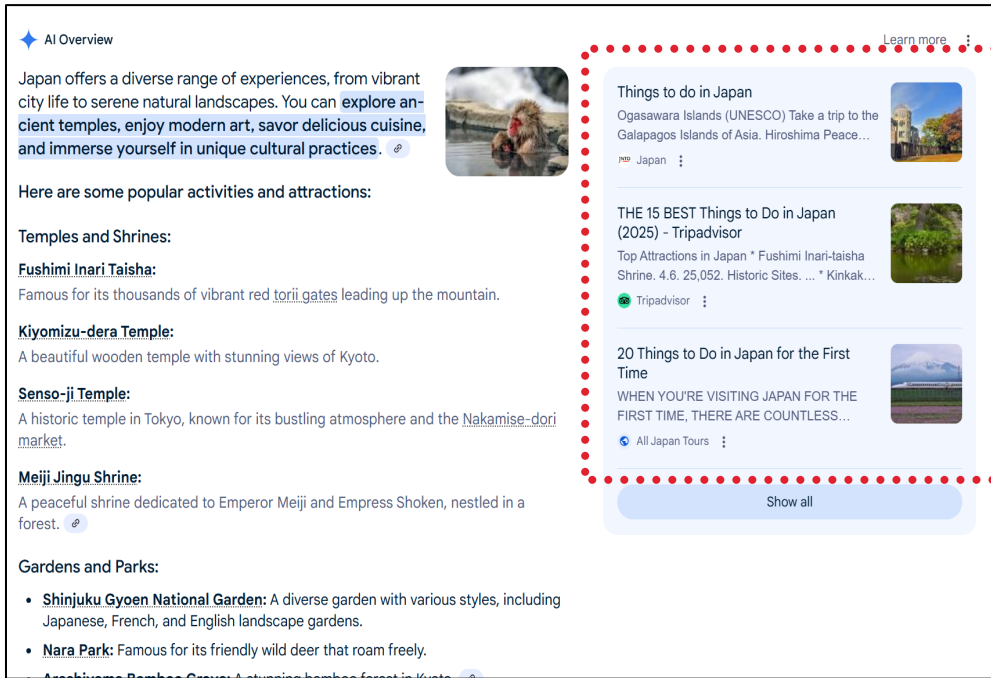 AI Overview
Learn more
Japan offers a diverse range of experiences, from vibrant
city life to serene natural landscapes. You can explore an-
cient temples, enjoy modern art, savor delicious cuisine,
and immerse yourself in unique cultural practices.
Here are some popular activities and attractions:
Temples and Shrines:
Fushimi Inari Taisha:
Famous for its thousands of vibrant red torii gates leading up the mountain.
Kiyomizu-dera Temple:
A beautiful wooden temple with stunning views of Kyoto.
Senso-ji Temple:
A historic temple in Tokyo, known for its bustling atmosphere and the Nakamise-dori
market.
Meiji Jingu Shrine:
A peaceful shrine dedicated to Emperor Meiji and Empress Shoken, nestled in a
forest.
Gardens and Parks:
• Shinjuku Gyoen National Garden: A diverse garden with various styles, including
Japanese, French, and English landscape gardens.
• Nara Park: Famous for its friendly wild deer that roam freely.
• Arashiyama Bamboo Grove: A stunning bamboo forest in Kyoto.
Things to do in Japan
Ogasawara Islands (UNESCO) Take a trip to the
Galapagos Islands of Asia. Hiroshima Peace...
JNTO Japan
THE 15 BEST Things to Do in Japan
(2025) - Tripadvisor
Top Attractions in Japan * Fushimi Inari-taisha
Shrine. 4.6. 25,052. Historic Sites. ... * Kinkak...
Tripadvisor
20 Things to Do in Japan for the First
Time
WHEN YOU'RE VISITING JAPAN FOR THE
FIRST TIME, THERE ARE COUNTLESS...
All Japan Tours
Show all